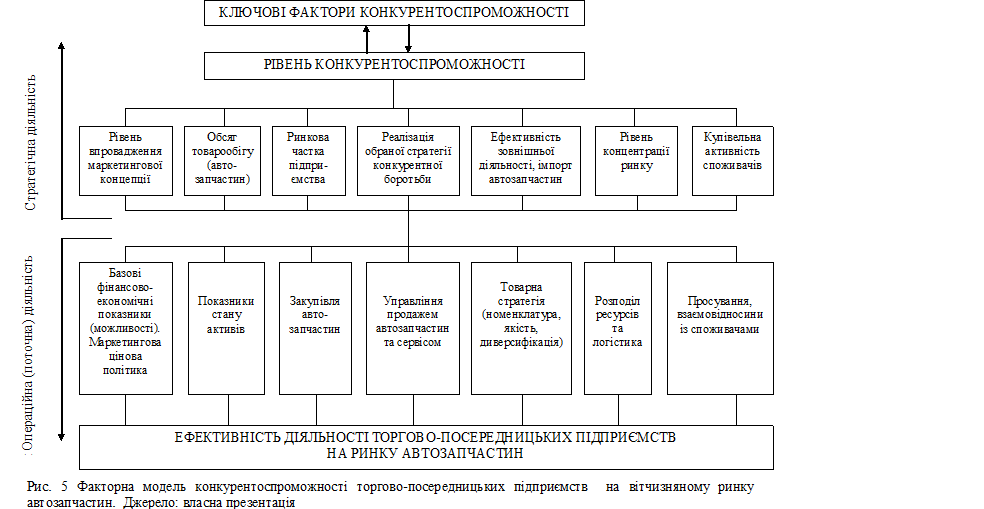 КЛЮЧОВІ ФАКТОРИ КОНКУРЕНТОСПРОМОЖНОСТІ
РІВЕНЬ КОНКУРЕНТОСПРОМОЖНОСТІ
Стратегічна діяльність
Рівень
впровадження
маркетингової
концепції
Обсяг
товарообігу
(авто-
запчастин)
Ринкова
частка
підпри-
ємства
Реалізація
обраної стратегії
конкурентної
боротьби
Ефективність
зовнішньої
діяльності, імпорт
автозапчастин
Рівень
концентрації
ринку
Купівельна
активність
споживачів
Операційна (поточна) діяльність
Базові
фінансово-
економічні
показники
(можливості).
Маркетингова
цінова
політика
Показники
стану
активів
Закупівля
авто-
запчастин
Управління
продажем
автозапчастин
та сервісом
Товарна
стратегія
(номенклатура,
якість,
диверсифікація)
Розподіл
ресурсів
та
логістика
Просування,
взаємовідносини
із споживачами
ЕФЕКТИВНІСТЬ ДІЯЛЬНОСТІ ТОРГОВО-ПОСЕРЕДНИЦЬКИХ ПІДПРИЄМСТВ
НА РИНКУ АВТОЗАПЧАСТИН
Рис. 5 Факторна модель конкурентоспроможності торгово-посередницьких підприємств на вітчизняному ринку
автозапчастин. Джерело: власна презентація